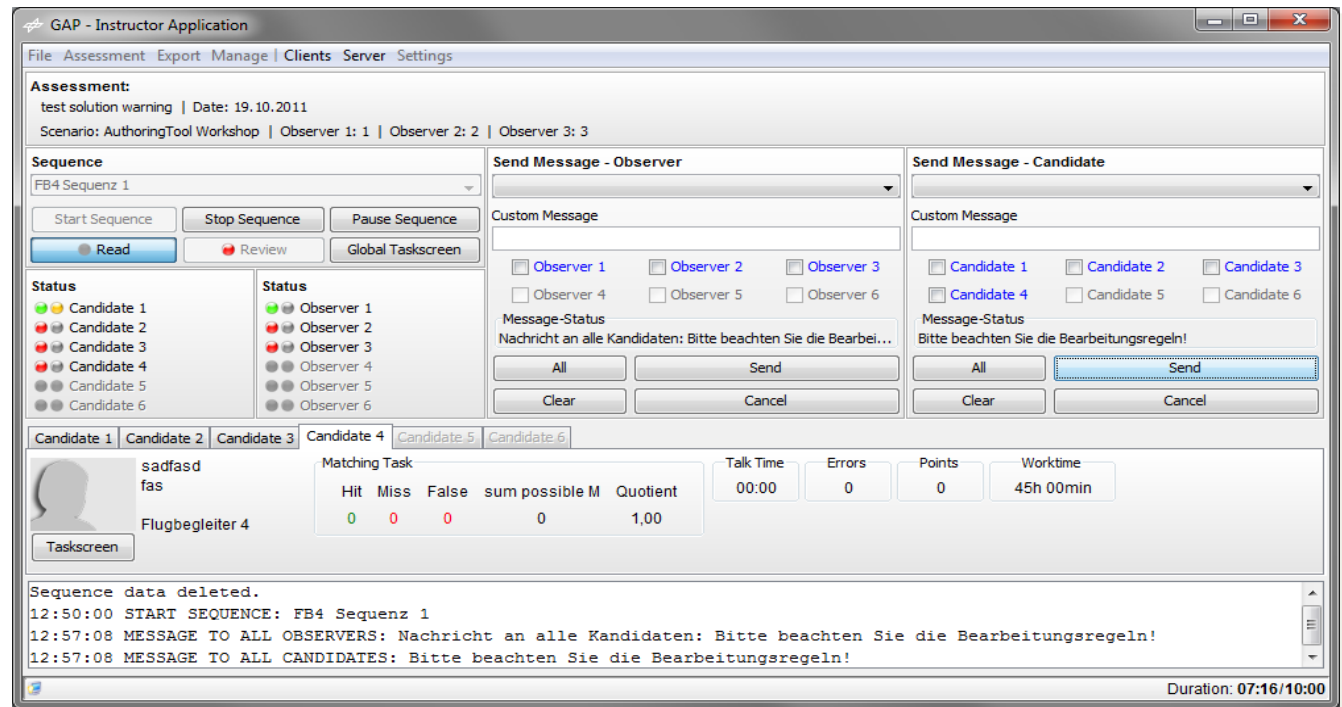 GAP - Instructor Application
File Assessment Export Manage | Clients Server Settings
Assessment:
test solution warning | Date: 19.10.2011
Scenario: AuthoringTool Workshop | Observer 1: 1 | Observer 2: 2 | Observer 3: 3
Sequence
FB4 Sequenz 1
Start Sequence Stop Sequence Pause Sequence
Read Review Global Taskscreen
Status
Candidate 1
Candidate 2
Candidate 3
Candidate 4
Candidate 5
Candidate 6
Status
Observer 1
Observer 2
Observer 3
Observer 4
Observer 5
Observer 6
Send Message - Observer
Custom Message
Observer 1 Observer 2 Observer 3
Observer 4 Observer 5 Observer 6
Message-Status
Nachricht an alle Kandidaten: Bitte beachten Sie die Bearbei...
All Send
Clear Cancel
Send Message - Candidate
Custom Message
Candidate 1 Candidate 2 Candidate 3
Candidate 4 Candidate 5 Candidate 6
Message-Status
Bitte beachten Sie die Bearbeitungsregeln!
All Send
Clear Cancel
Candidate 1 Candidate 2 Candidate 3 Candidate 4 Candidate 5 Candidate 6
sadfasd
fas
Flugbegleiter 4
Taskscreen
Matching Task
Hit Miss False sum possible M Quotient
0 0 0 0 1,00
Talk Time
00:00
Errors
0
Points
0
Worktime
45h 00min
Sequence data deleted.
12:50:00 START SEQUENCE: FB4 Sequenz 1
12:57:08 MESSAGE TO ALL OBSERVERS: Nachricht an alle Kandidaten: Bitte beachten Sie die Bearbeitungsregeln!
12:57:08 MESSAGE TO ALL CANDIDATES: Bitte beachten Sie die Bearbeitungsregeln!
Duration: 07:16/10:00